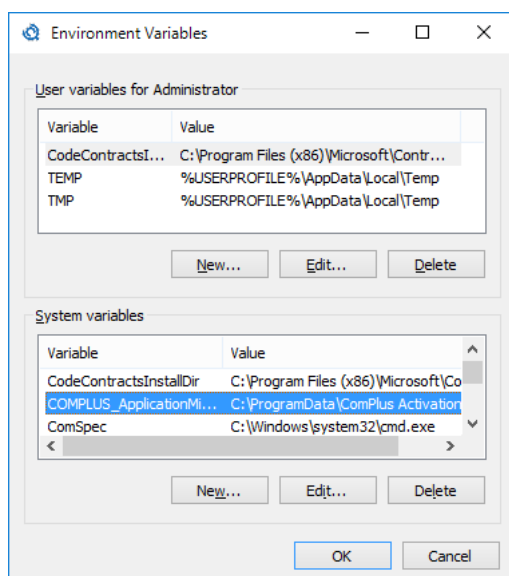 Environment Variables
User variables for Administrator
Variable Value
CodeContractsI... C:\Program Files (x86)\Microsoft\Contr...
TEMP %USERPROFILE%\AppData\Local\Temp
TMP %USERPROFILE%\AppData\Local\Temp
New... Edit... Delete
System variables
Variable Value
CodeContractsInstallDir C:\Program Files (x86)\Microsoft\Co
COMPLUS_ApplicationMi... C:\ProgramData\ComPlus Activation
ComSpec C:\Windows\system32\cmd.exe
New... Edit... Delete
OK Cancel